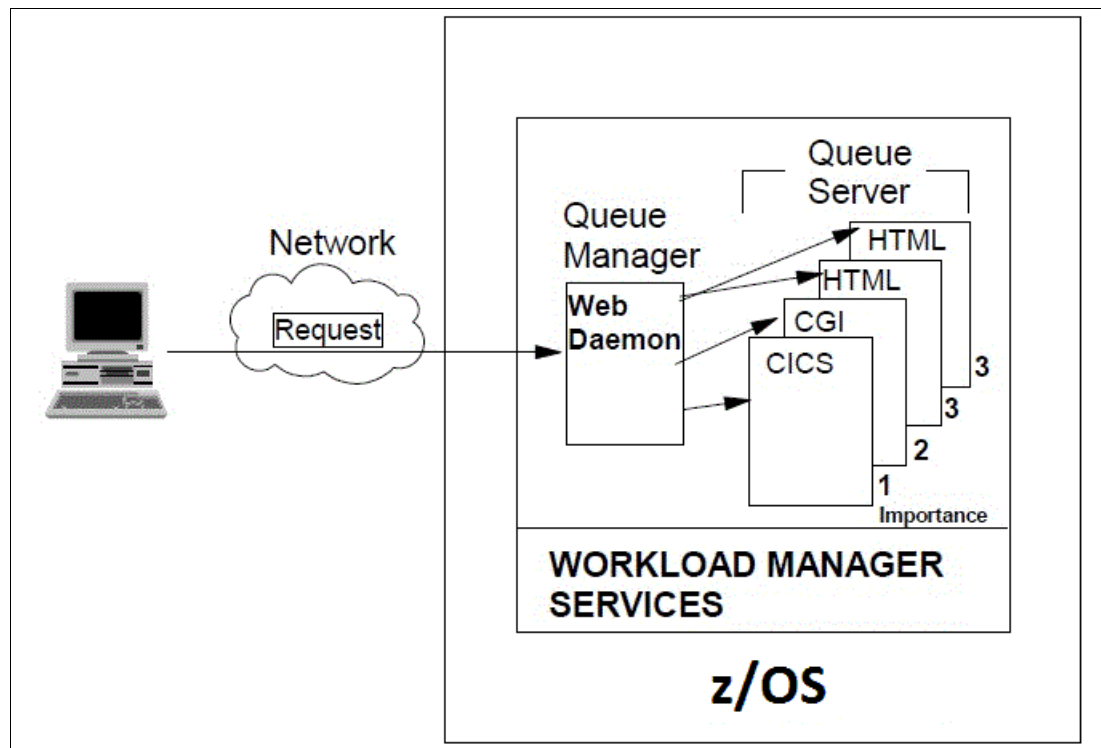 Network
Request
Queue
Manager
Web
Daemon
Queue
Server
HTML
HTML
CGI
CICS
3
3
2
1
Importance
WORKLOAD MANAGER
SERVICES
z/OS